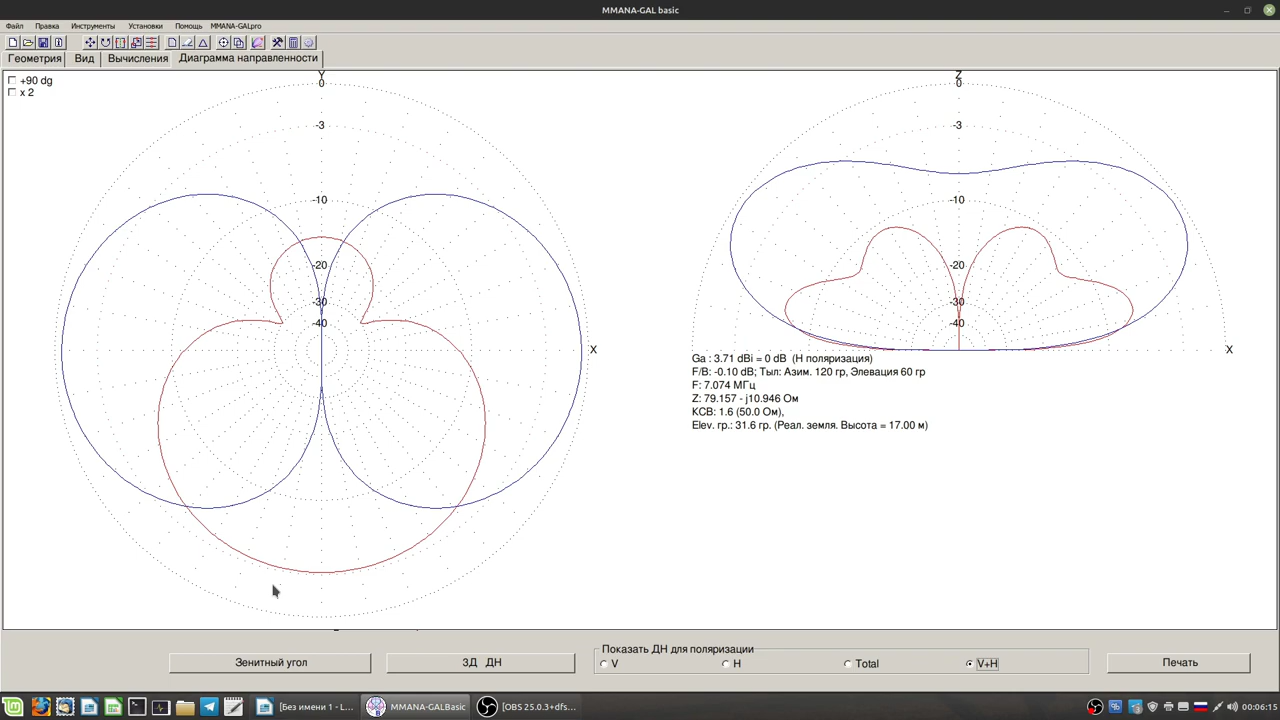 MMANA-GAL basic
Файл Правка Инструменты Установки Помощь MMANA-GALpro
Геометрия Вид Вычисления Диаграмма направленности
+90 dg
x 2
Y
0
-3
-10
-20
-30
-40
X
Z
0
-3
-10
-20
-30
-40
X
Ga : 3.71 dBi = 0 dB (H поляризация)
F/B: -0.10 dB; Тыл: Азим. 120 гр, Элевация 60 гр
F: 7.074 МГц
Z: 79.157 - j10.946 Ом
КСВ: 1.6 (50.0 Ом),
Elev. гр.: 31.6 гр. (Реал. земля. Высота = 17.00 м)
Показать ДН для поляризации
Зенитный угол 3Д ДН V H Total V+H Печать
[Без имени 1 - L... MMANA-GALBasic [OBS 25.0.3+dfs... 00:06:15